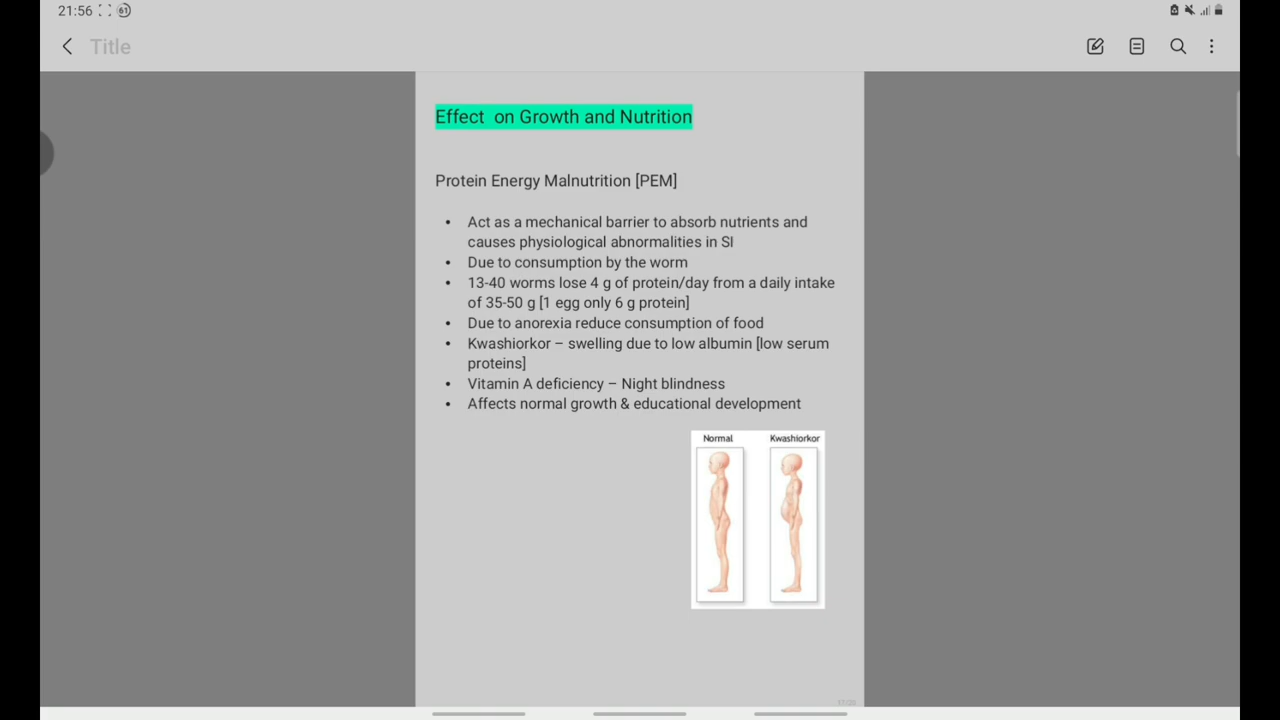 21:56 61
Title
Effect on Growth and Nutrition
Protein Energy Malnutrition [PEM]
• Act as a mechanical barrier to absorb nutrients and
causes physiological abnormalities in SI
• Due to consumption by the worm
• 13-40 worms lose 4 g of protein/day from a daily intake
of 35-50 g [1 egg only 6 g protein]
• Due to anorexia reduce consumption of food
• Kwashiorkor – swelling due to low albumin [low serum
proteins]
• Vitamin A deficiency – Night blindness
• Affects normal growth & educational development
Normal Kwashiorkor